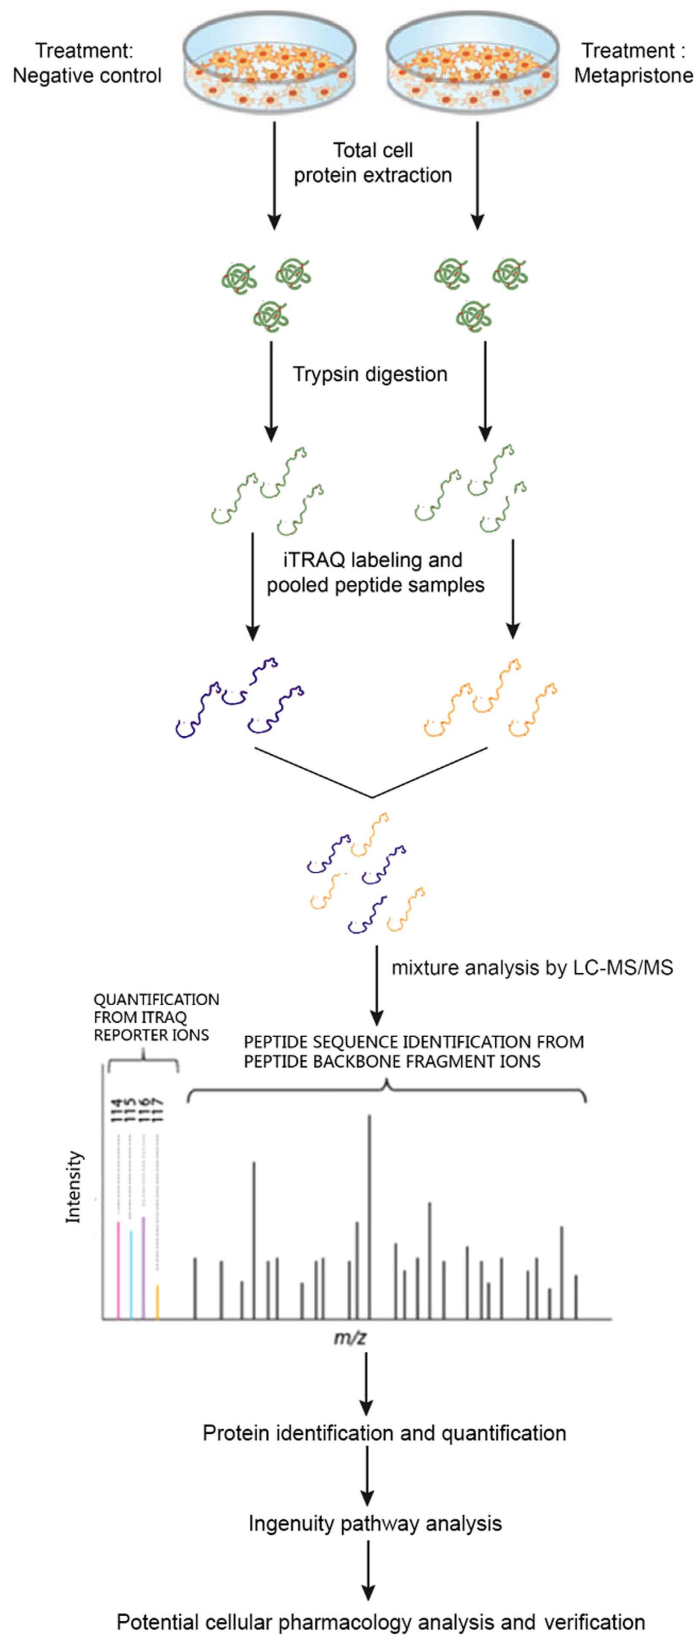 Treatment:
Negative control
Treatment :
Metapristone
Total cell
protein extraction
Trypsin digestion
iTRAQ labeling and
pooled peptide samples
mixture analysis by LC-MS/MS
QUANTIFICATION
FROM ITRAQ
REPORTER IONS
PEPTIDE SEQUENCE IDENTIFICATION FROM
PEPTIDE BACKBONE FRAGMENT IONS
114
115
116
117
Intensity
m/z
Protein identification and quantification
Ingenuity pathway analysis
Potential cellular pharmacology analysis and verification